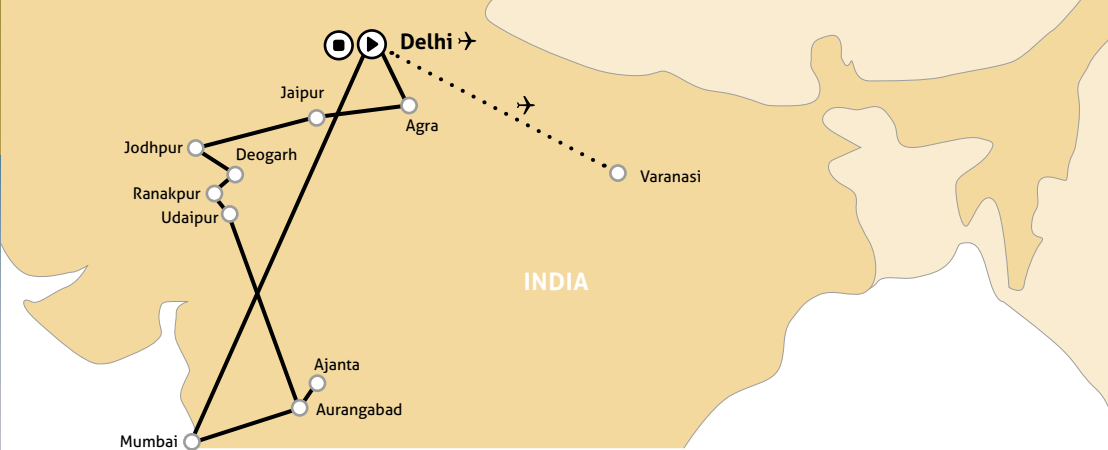 Delhi
Jaipur
Agra
Jodhpur
Deogarh
Varanasi
Ranakpur
Udaipur
INDIA
Ajanta
Aurangabad
Mumbai